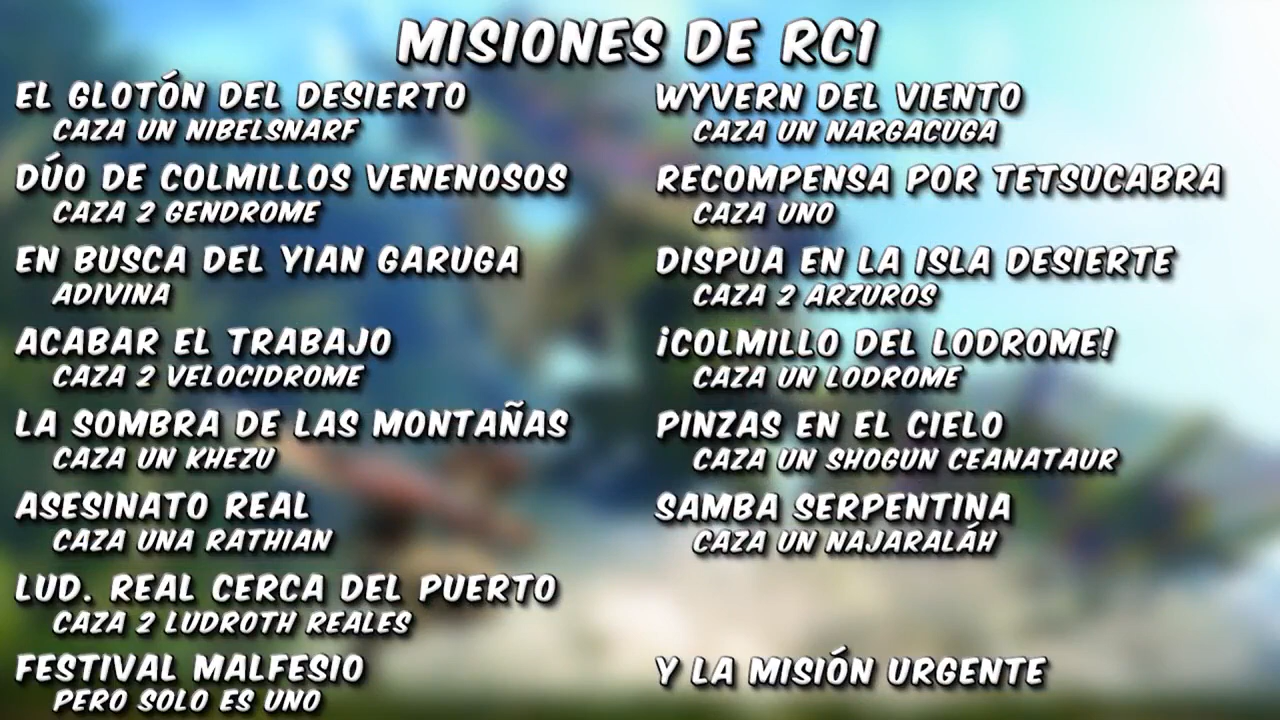 MISIONES DE RC1
EL GLOTÓN DEL DESIERTO
CAZA UN NIBELSNARF
DÚO DE COLMILLOS VENENOSOS
CAZA 2 GENDROME
EN BUSCA DEL YIAN GARUGA
ADIVINA
ACABAR EL TRABAJO
CAZA 2 VELOCIDROME
LA SOMBRA DE LAS MONTAÑAS
CAZA UN KHEZU
ASESINATO REAL
CAZA UNA RATHIAN
LUD. REAL CERCA DEL PUERTO
CAZA 2 LUDROTH REALES
FESTIVAL MALFESIO
PERO SOLO ES UNO
WYVERN DEL VIENTO
CAZA UN NARGACUGA
RECOMPENSA POR TETSUCABRA
CAZA UNO
DISPUA EN LA ISLA DESIERTE
CAZA 2 ARZUROS
¡COLMILLO DEL LODROME!
CAZA UN LODROME
PINZAS EN EL CIELO
CAZA UN SHOGUN CEANATAUR
SAMBA SERPENTINA
CAZA UN NAJARALÁH
Y LA MISIÓN URGENTE